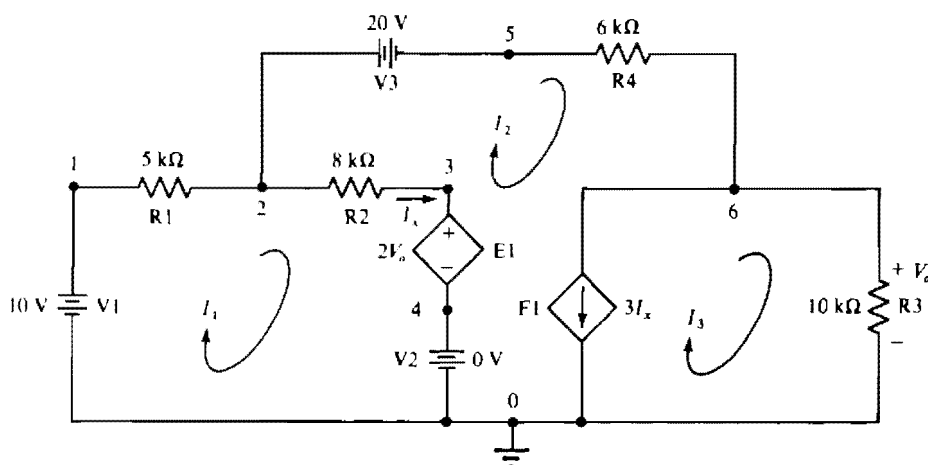 20 V
5
6 kΩ
V3
R4
I₂
1
5 kΩ
8 kΩ
3
R1
2
R2
Iₓ
6
2Vₒ
+
−
E1
+ Vₒ
10 V
V1
I₁
4
F1
3Iₓ
I₃
10 kΩ
R3
−
V2
0 V
0